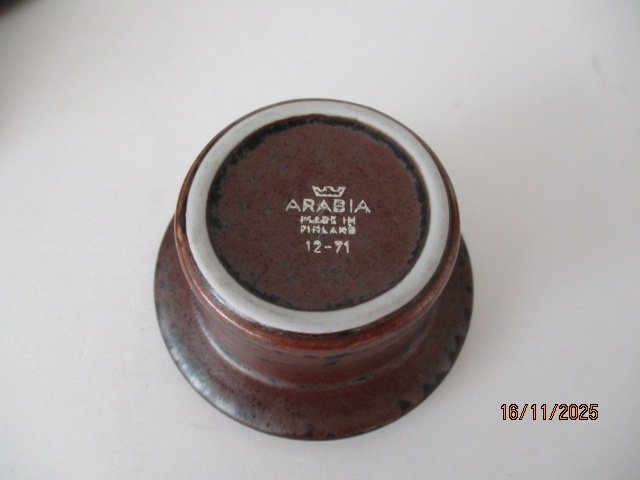 ARABIA
MADE IN
FINLAND
12-71
16/11/2025